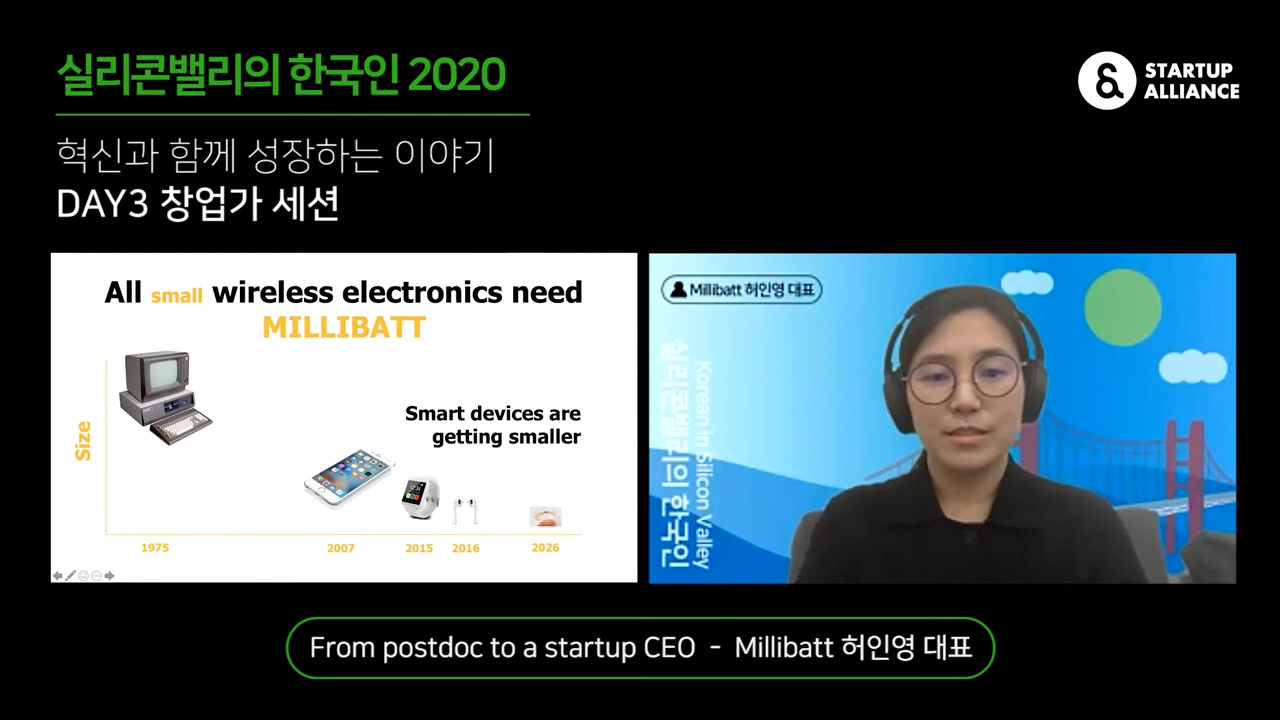 실리콘밸리의 한국인 2020
STARTUP
ALLIANCE
혁신과 함께 성장하는 이야기
DAY3 창업가 세션
All small wireless electronics need
MILLIBATT
Smart devices are
getting smaller
Size
1975
2007
2015
2016
2026
Millibatt 허인영 대표
Korean in Silicon Valley
실리콘밸리의 한국인
From postdoc to a startup CEO - Millibatt 허인영 대표